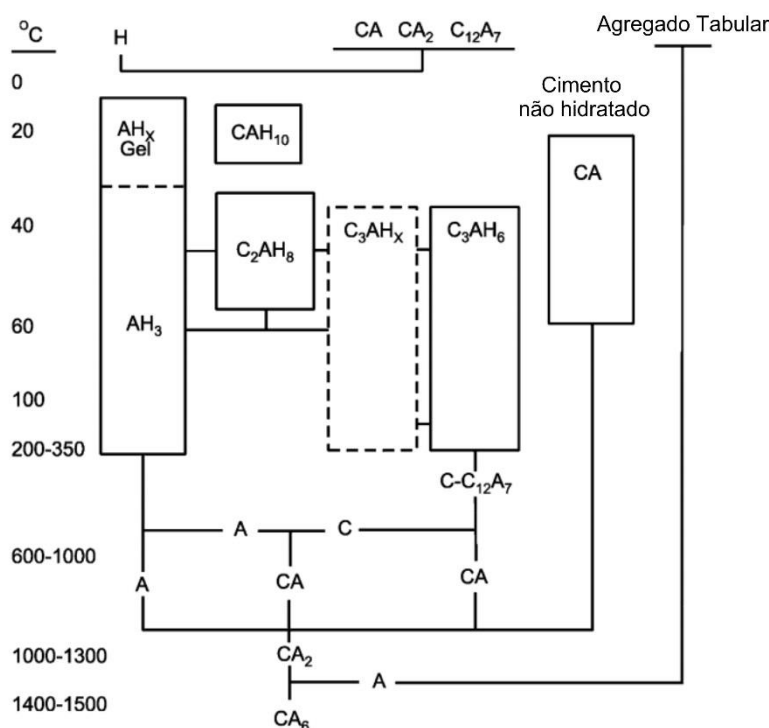 °C
H
CA CA₂ C₁₂A₇
Agregado Tabular
0
Cimento
não hidratado
20
AHₓ
Gel
CAH₁₀
CA
40
C₂AH₈
C₃AHₓ
C₃AH₆
60
AH₃
100
200-350
C-C₁₂A₇
A
C
600-1000
A
CA
CA
1000-1300
CA₂
A
1400-1500
CA₆